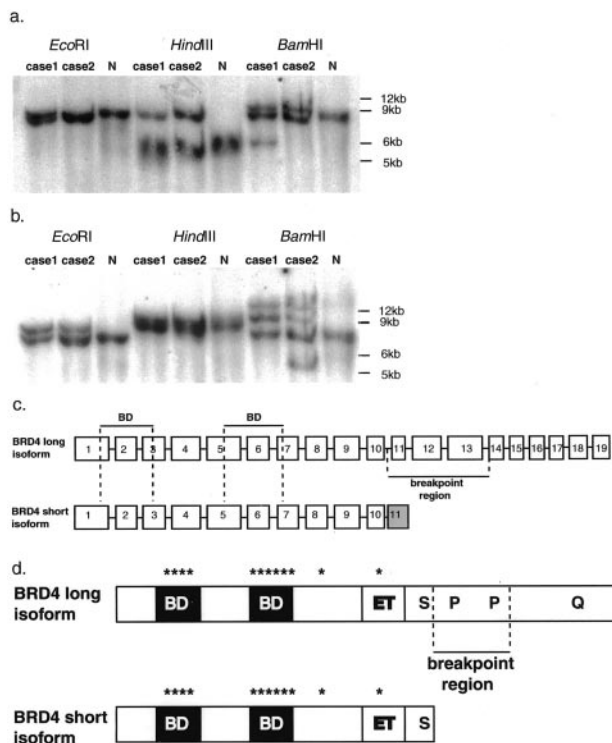 a.
EcoRI HindIII BamHI
case1 case2 N case1 case2 N case1 case2 N
12kb
9kb
6kb
5kb
b.
EcoRI HindIII BamHI
case1 case2 N case1 case2 N case1 case2 N
12kb
9kb
6kb
5kb
c.
BD BD
BRD4 long isoform 1 2 3 4 5 6 7 8 9 10 11 12 13 14 15 16 17 18 19
breakpoint region
BRD4 short isoform 1 2 3 4 5 6 7 8 9 10 11
d.
**** ****** * *
BRD4 long isoform BD BD ET S P P Q
breakpoint region
**** ****** * *
BRD4 short isoform BD BD ET S